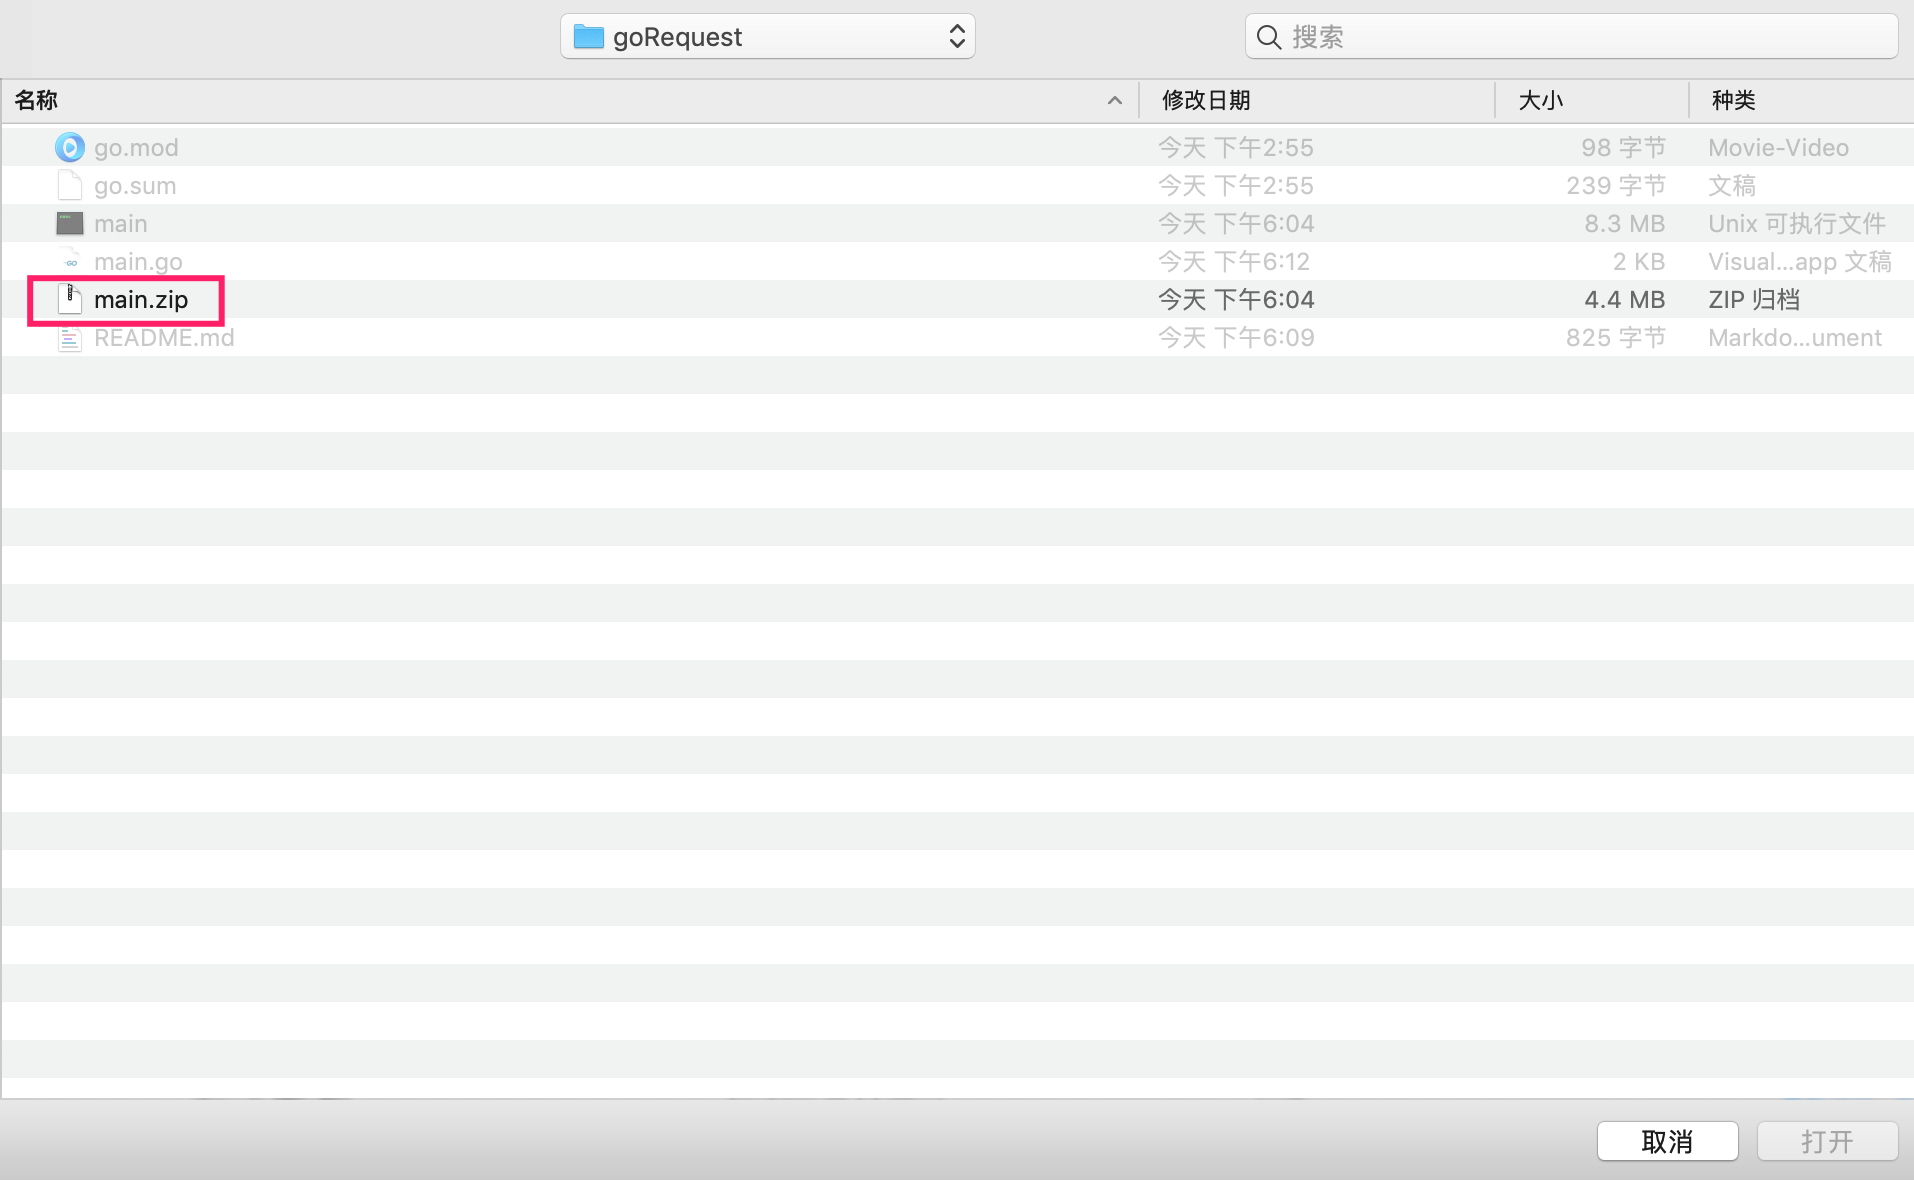 goRequest
搜索
名称 修改日期 大小 种类
go.mod 今天 下午2:55 98 字节 Movie-Video
go.sum 今天 下午2:55 239 字节 文稿
main 今天 下午6:04 8.3 MB Unix 可执行文件
main.go 今天 下午6:12 2 KB Visual...app 文稿
main.zip 今天 下午6:04 4.4 MB ZIP 归档
README.md 今天 下午6:09 825 字节 Markdo...ument
取消 打开